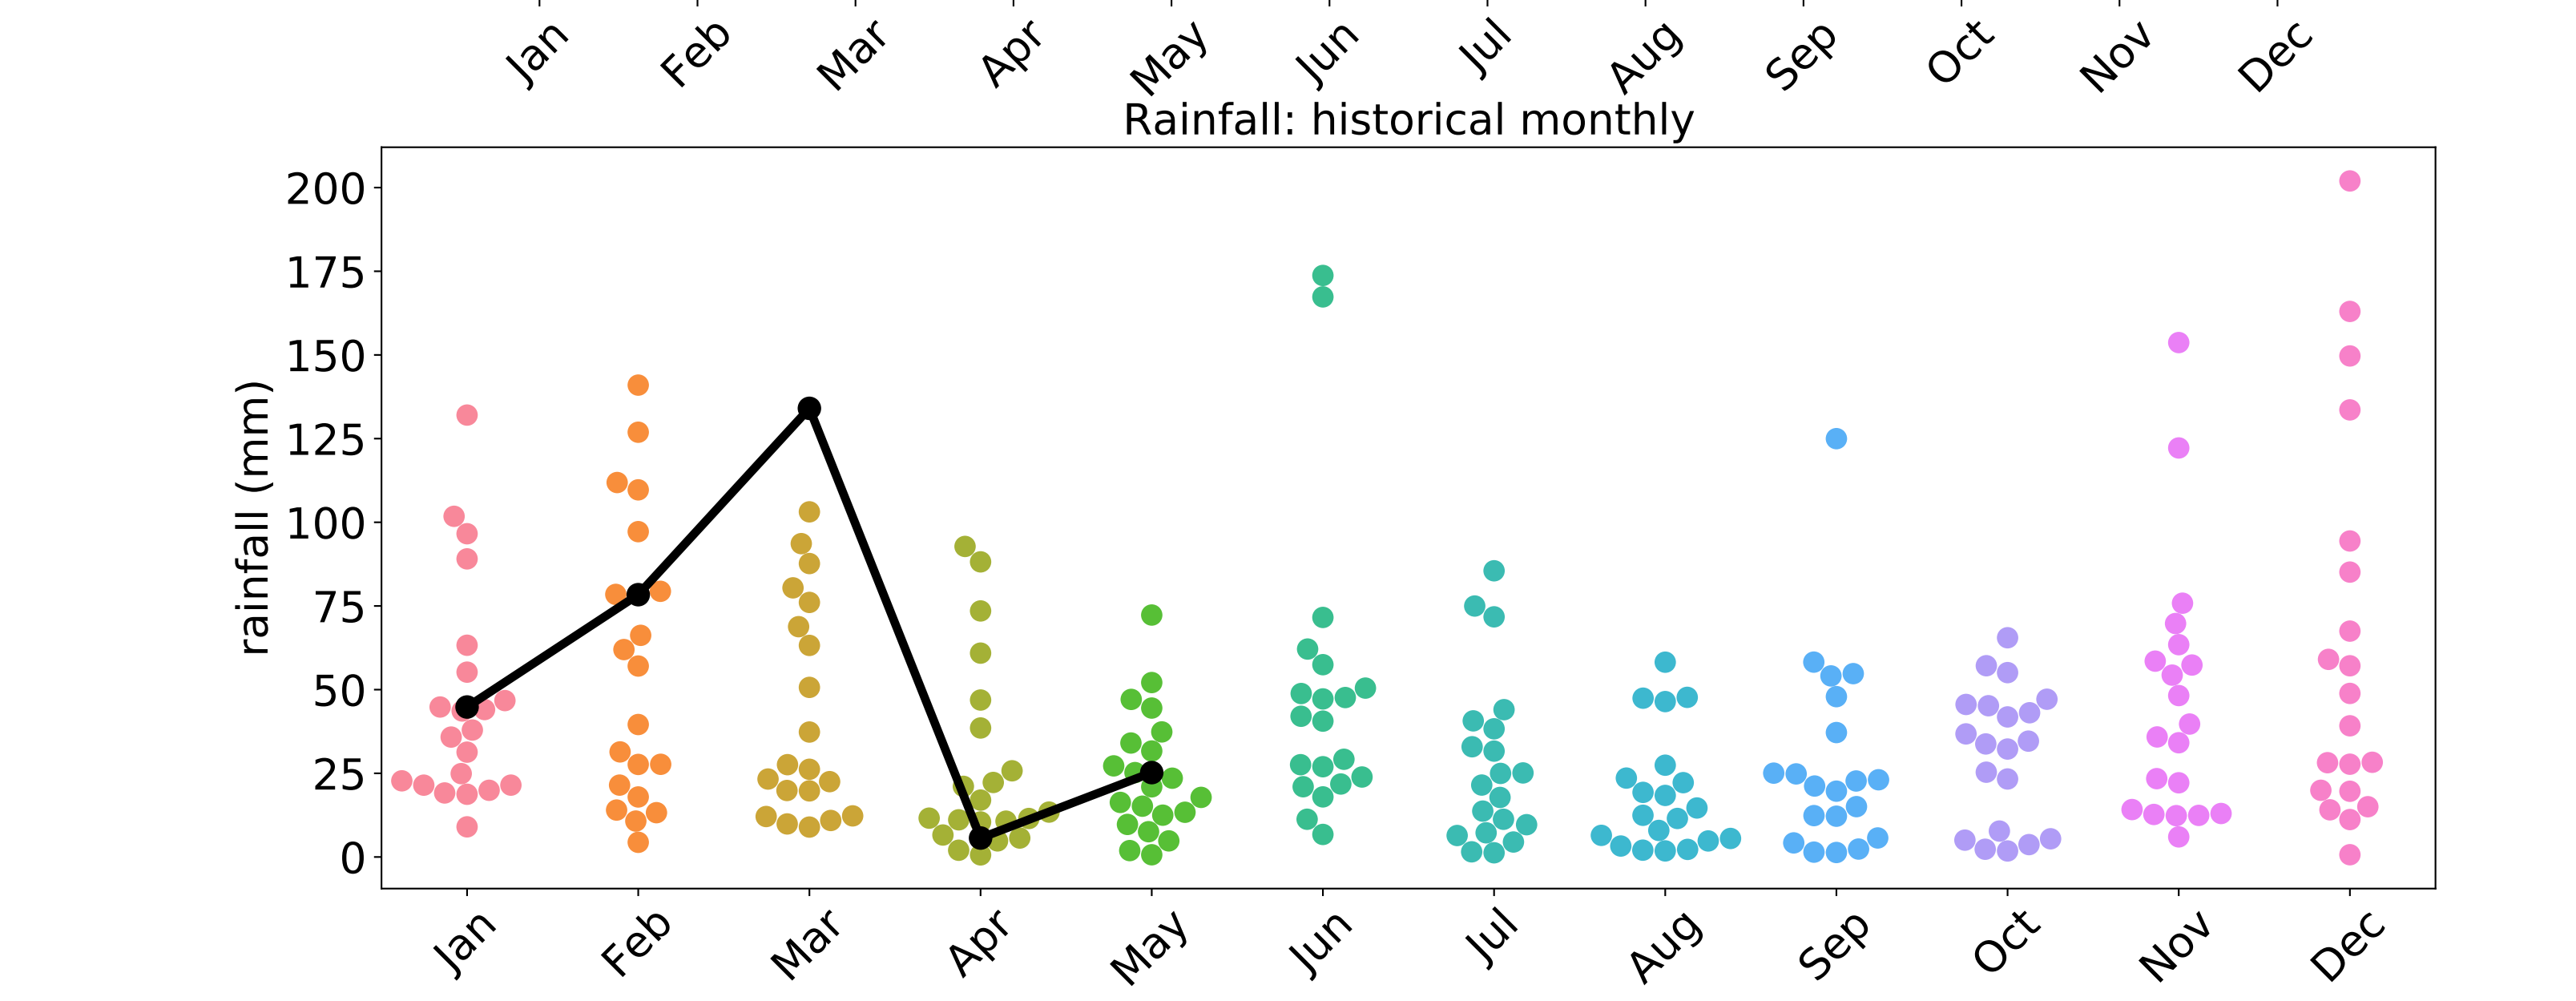 Jan Feb Mar Apr May Jun Jul Aug Sep Oct Nov Dec
Rainfall: historical monthly
200
175
150
125
100
75
50
25
0
rainfall (mm)
Jan Feb Mar Apr May Jun Jul Aug Sep Oct Nov Dec